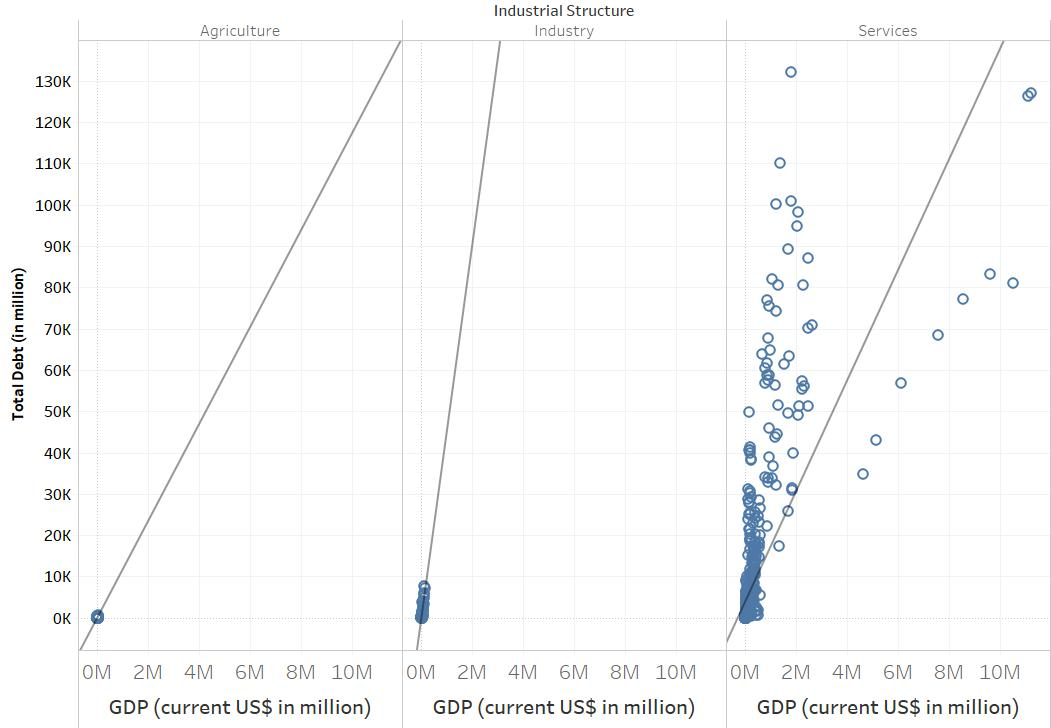 Industrial Structure
Agriculture
Industry
Services
Total Debt (in million)
130K
120K
110K
100K
90K
80K
70K
60K
50K
40K
30K
20K
10K
0K
0M 2M 4M 6M 8M 10M
0M 2M 4M 6M 8M 10M
0M 2M 4M 6M 8M 10M
GDP (current US$ in million)
GDP (current US$ in million)
GDP (current US$ in million)